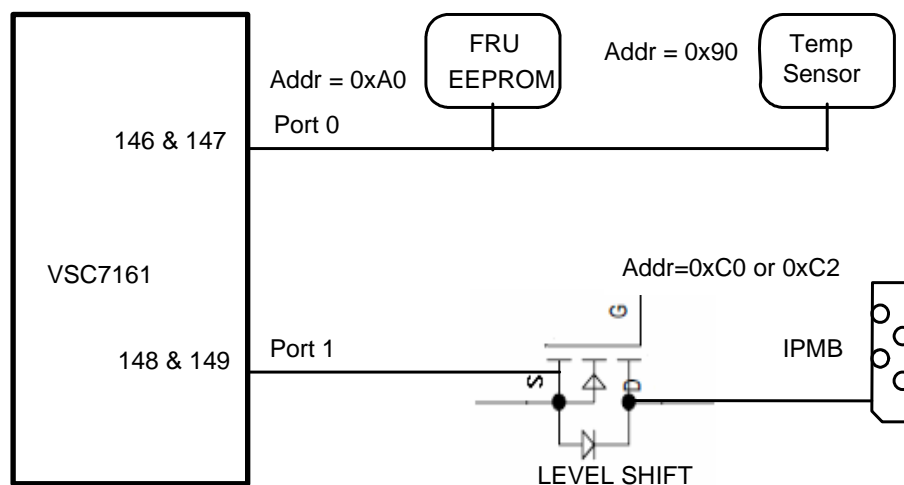 FRU
EEPROM
Addr = 0x90
Temp
Sensor
Addr = 0xA0
Port 0
146 & 147
VSC7161
Addr=0xC0 or 0xC2
G
148 & 149
Port 1
IPMB
S
D
LEVEL SHIFT